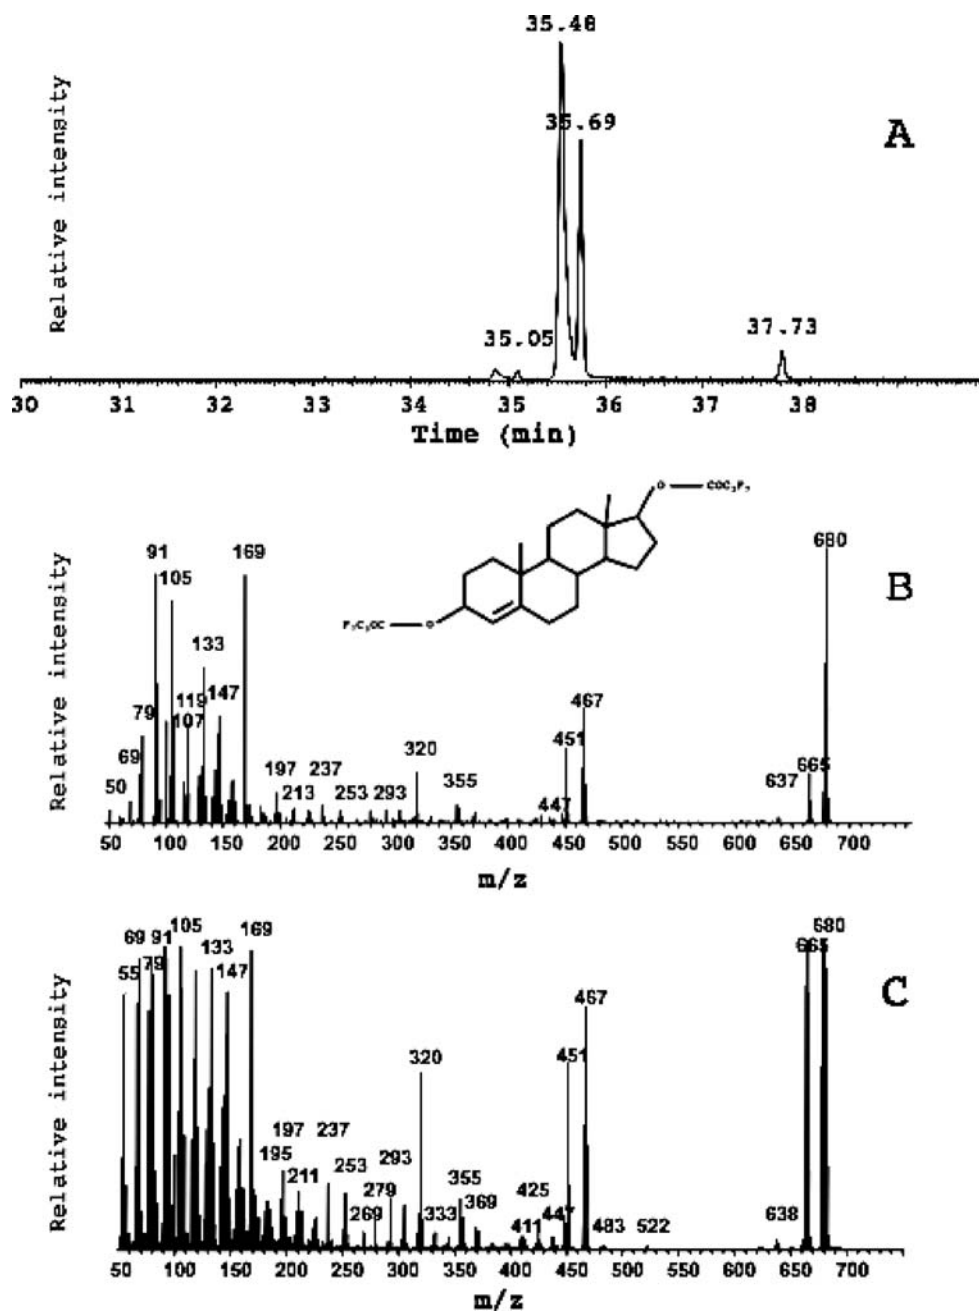 35.48
35.69
A
35.05
37.73
Relative intensity
30 31 32 33 34 35 36 37 38
Time (min)
O COC₃F₇
F₇C₃OC O
B
91 169 680
105
133
79 119 147 467
107 451
69 320
50 197 237 355 637 665
213 253 293 447
Relative intensity
50 100 150 200 250 300 350 400 450 500 550 600 650 700
m/z
C
69 91 105 169 665 680
55 79 133
147 467
320 451
197 237
195 293
211 253 355 425
279 369
269 333 411 447 483 522 638
Relative intensity
50 100 150 200 250 300 350 400 450 500 550 600 650 700
m/z